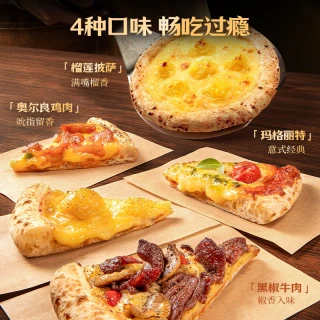 4种口味 畅吃过瘾
「榴莲披萨」
满嘴榴香
「奥尔良鸡肉」
吮指留香
「玛格丽特」
意式经典
「黑椒牛肉」
椒香入味